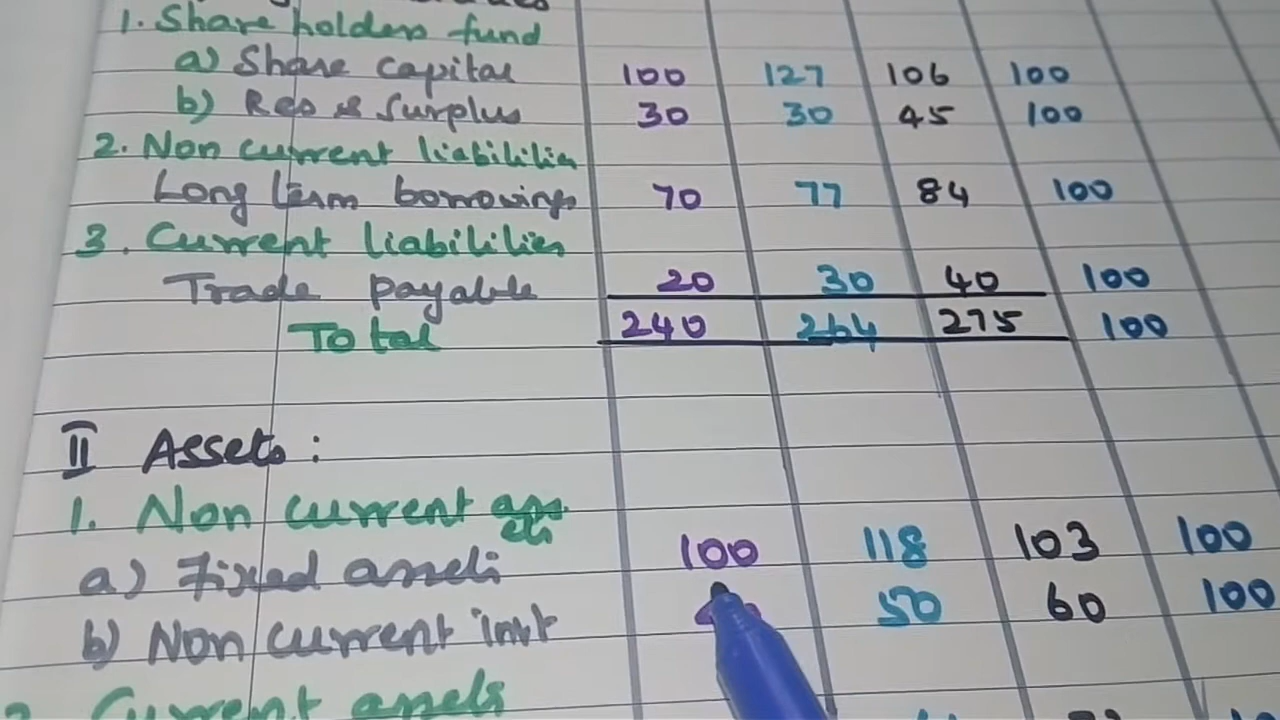 1. Share holders fund
a) Share capital 100 127 106 100
b) Res & Surplus 30 30 45 100
2. Non current liabilities
Long term borrowings 70 77 84 100
3. Current liabilities
Trade payable 20 30 40 100
Total 240 264 275 100
II Assets:
1. Non current assets
a) Fixed assets 100 118 103 100
b) Non current invt 50 60 100
Current assets